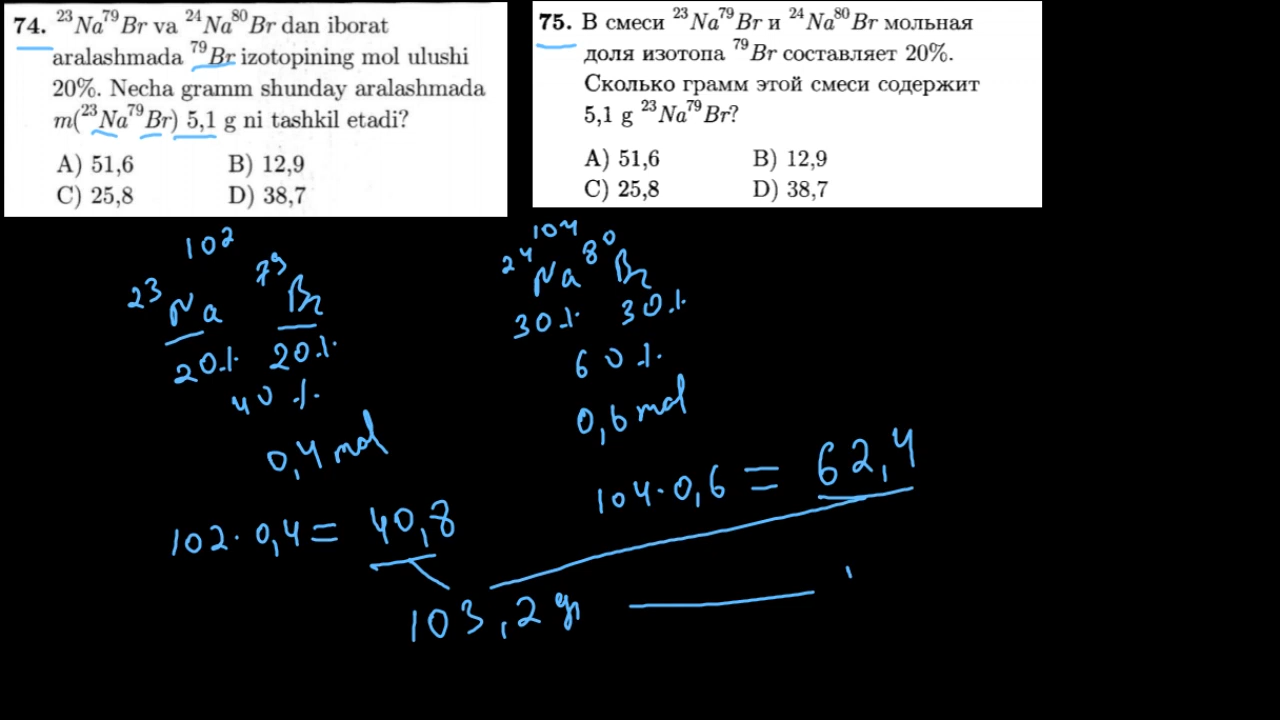 74. ²³Na⁷⁹Br va ²⁴Na⁸⁰Br dan iborat
aralashmada ⁷⁹Br izotopining mol ulushi
20%. Necha gramm shunday aralashmada
m(²³Na⁷⁹Br) 5,1 g ni tashkil etadi?
A) 51,6 B) 12,9
C) 25,8 D) 38,7
75. В смеси ²³Na⁷⁹Br и ²⁴Na⁸⁰Br мольная
доля изотопа ⁷⁹Br составляет 20%.
Сколько грамм этой смеси содержит
5,1 g ²³Na⁷⁹Br?
A) 51,6 B) 12,9
C) 25,8 D) 38,7
102
²³Na ⁷⁹Br
20% 20%
40%
0,4 mol
102·0,4 = 40,8
104
²⁴Na ⁸⁰Br
30% 30%
60%
0,6 mol
104·0,6 = 62,4
103,2 gr